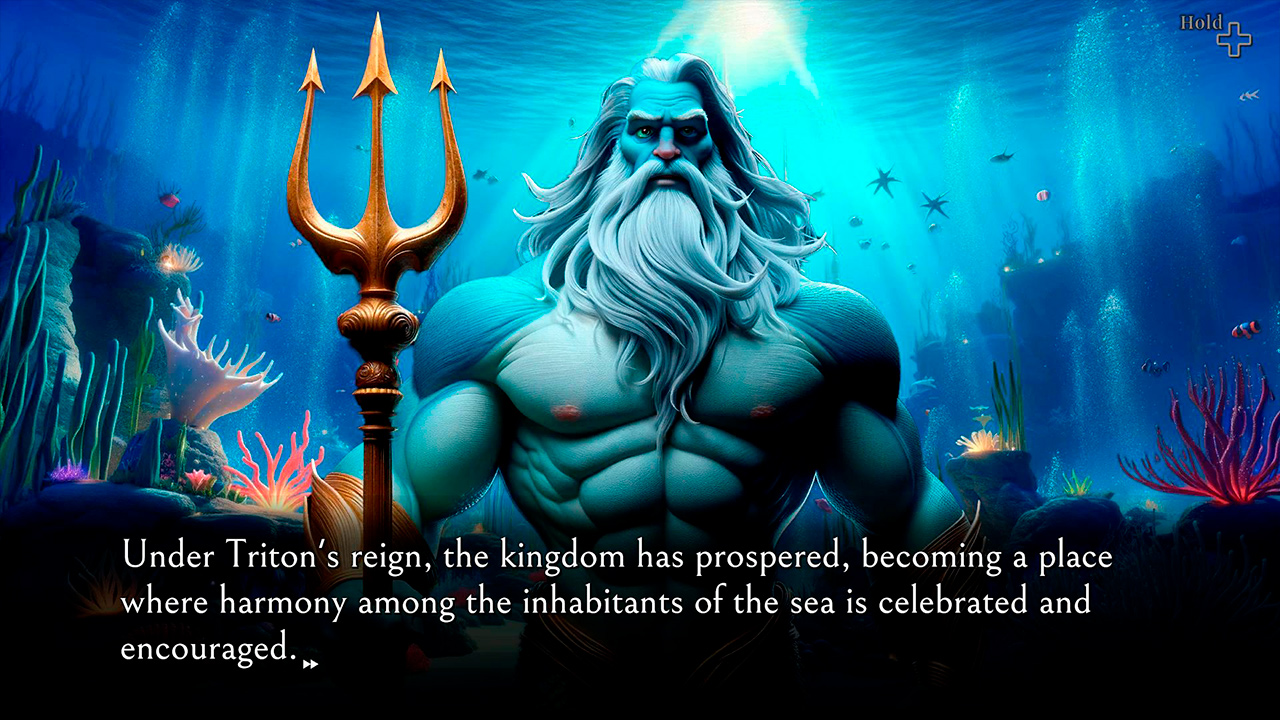 Hold
Under Triton's reign, the kingdom has prospered, becoming a place
where harmony among the inhabitants of the sea is celebrated and
encouraged.